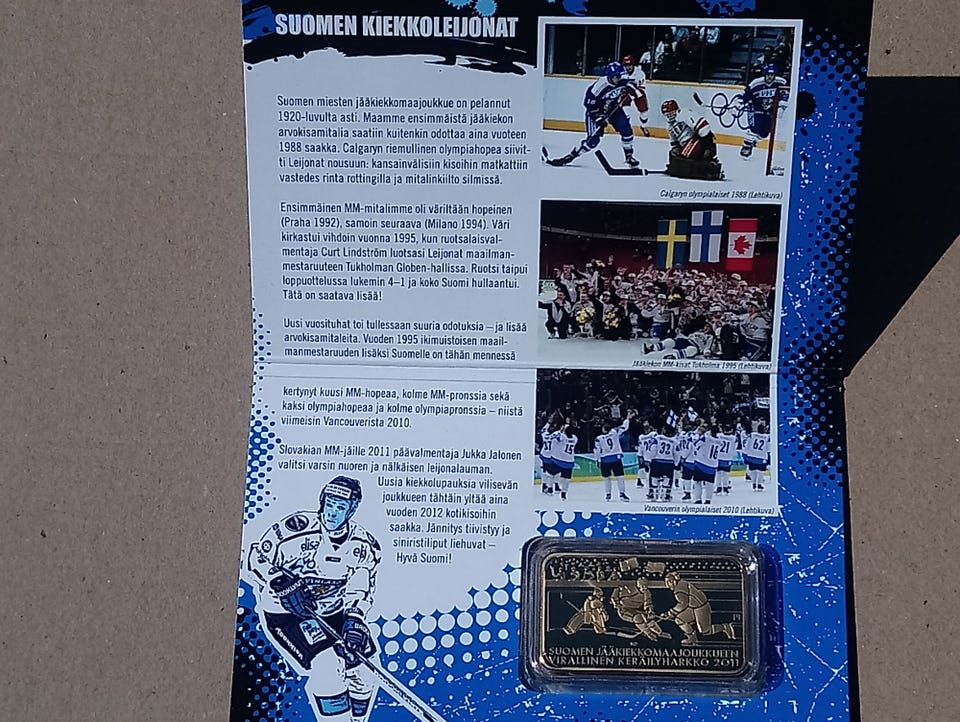 SUOMEN KIEKKOLEIJONAT
Suomen miesten jääkiekkomaajoukkue on pelannut
1920-luvulta asti. Maamme ensimmäistä jääkiekon
arvokisamitalia saatiin kuitenkin odottaa aina vuoteen
1988 saakka. Calgaryn riemullinen olympiahopea siivit-
ti Leijonat nousuun: kansainvälisiin kisoihin matkattiin
vastedes rinta rottingilla ja mitalinkiilto silmissä.
Ensimmäinen MM-mitalimme oli väriltään hopeinen
(Praha 1992), samoin seuraava (Milano 1994). Väri
kirkastui vihdoin vuonna 1995, kun ruotsalaisval-
mentaja Curt Lindström luotsasi Leijonat maailman-
mestaruuteen Tukholman Globen-hallissa. Ruotsi taipui
loppuottelussa lukemin 4–1 ja koko Suomi hullaantui.
Tätä on saatava lisää!
Uusi vuosituhat toi tullessaan suuria odotuksia – ja lisää
arvokisamitaleita. Vuoden 1995 ikimuistoisen maail-
manmestaruuden lisäksi Suomelle on tähän mennessä
kertynyt kuusi MM-hopeaa, kolme MM-pronssia sekä
kaksi olympiahopeaa ja kolme olympiapronssia – niistä
viimeisin Vancouverista 2010.
Slovakian MM-jäille 2011 päävalmentaja Jukka Jalonen
valitsi varsin nuoren ja nälkäisen leijonalauman.
Uusia kiekkolupauksia vilisevän
joukkueen tähtäin yltää aina
vuoden 2012 kotikisoihin
saakka. Jännitys tiivistyy ja
siniristiliput liehuvat –
Hyvä Suomi!
Calgaryn olympialaiset 1988 (Lehtikuva)
Jääkiekon MM-kisat Tukholma 1995 (Lehtikuva)
9
15
32
16
21
62
Vancouverin olympialaiset 2010 (Lehtikuva)
elisa
SUOMEN JÄÄKIEKKOMAAJOUKKUEEN
VIRALLINEN KERÄILYHARKKO 2011